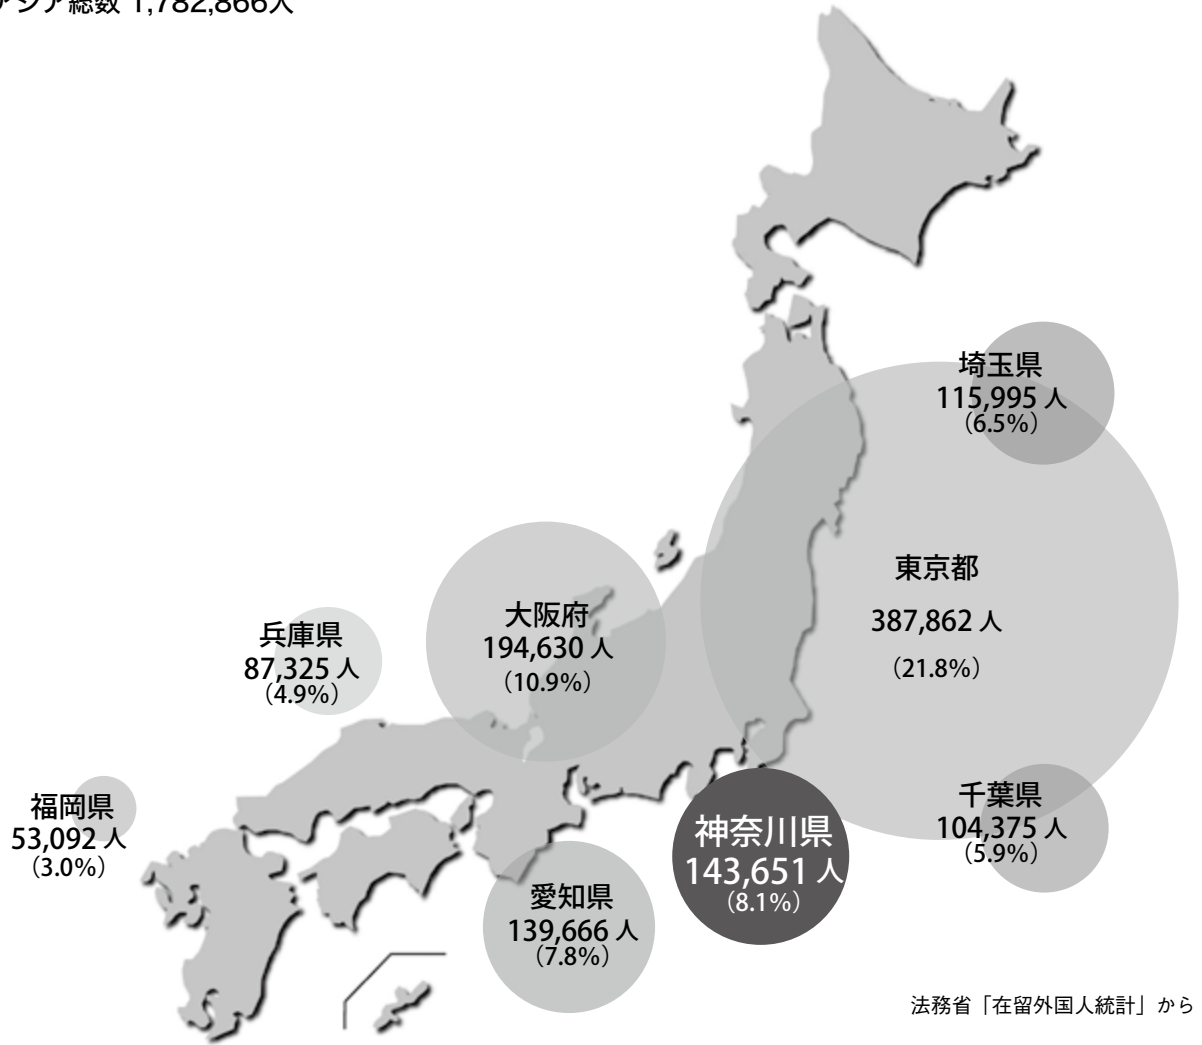 アジア総数 1,782,866人
埼玉県
115,995 人
（6.5%）
東京都
387,862 人
（21.8%）
大阪府
194,630 人
（10.9%）
兵庫県
87,325 人
（4.9%）
福岡県
53,092 人
（3.0%）
千葉県
104,375 人
（5.9%）
神奈川県
143,651 人
（8.1%）
愛知県
139,666 人
（7.8%）
法務省「在留外国人統計」から